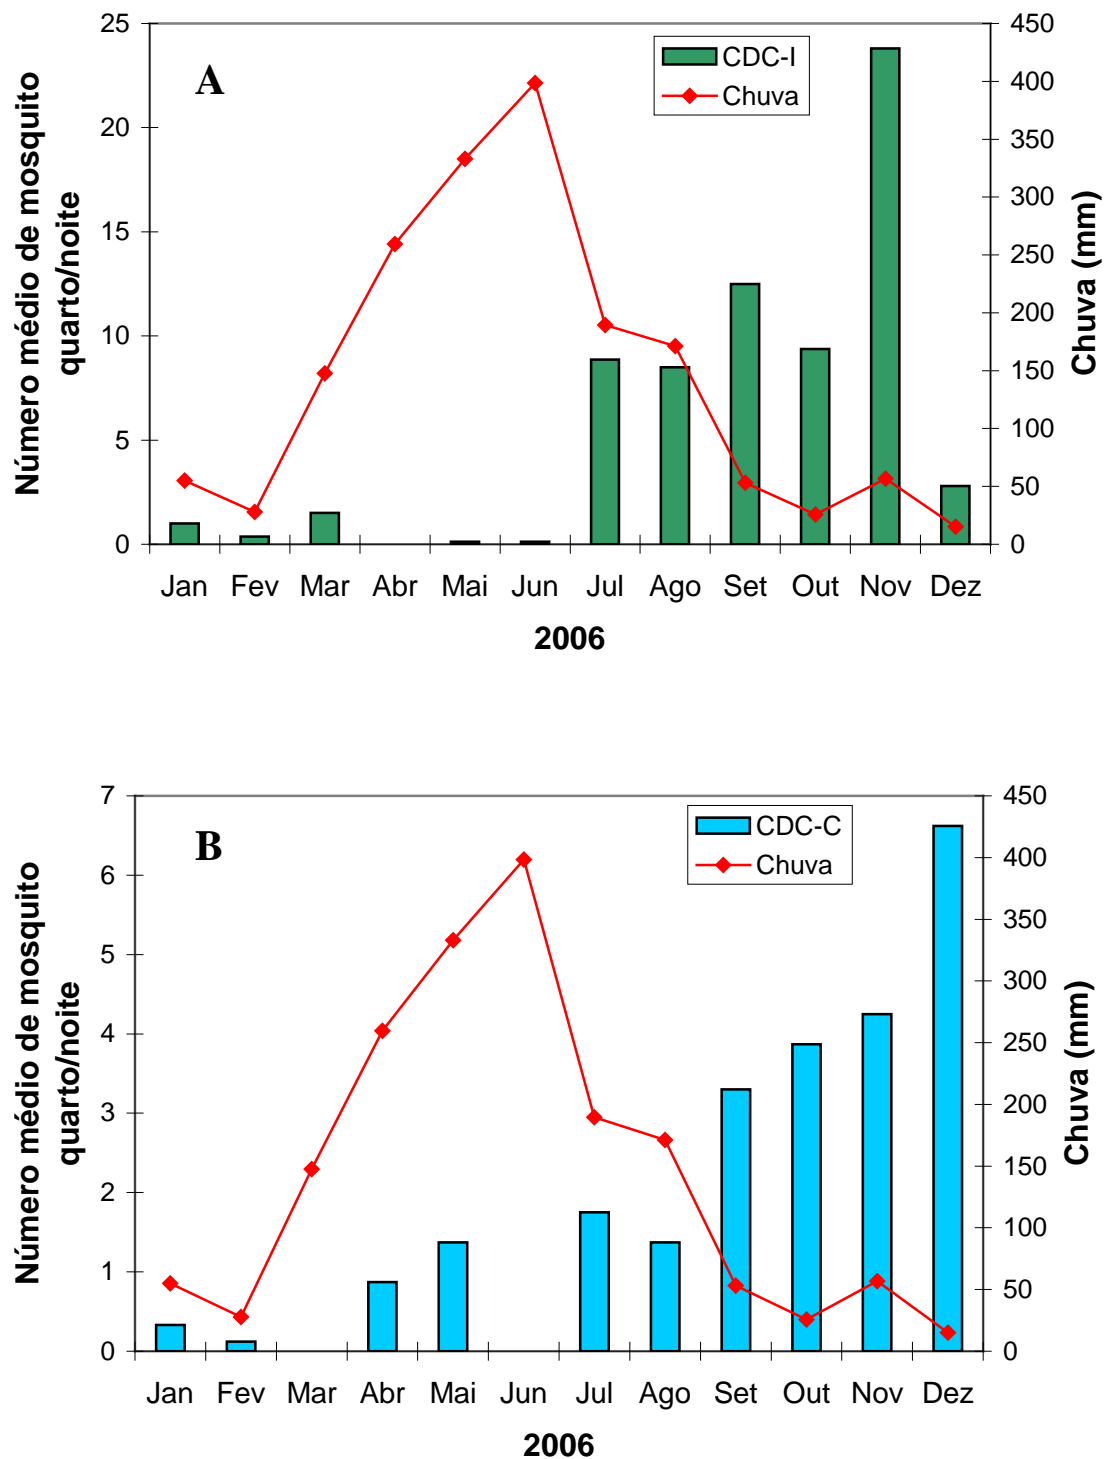 A
CDC-I
Chuva
Número médio de mosquito
quarto/noite
25
20
15
10
5
0
450
400
350
300
250
200
150
100
50
0
Chuva (mm)
Jan Fev Mar Abr Mai Jun Jul Ago Set Out Nov Dez
2006
B
CDC-C
Chuva
Número médio de mosquito
quarto/noite
7
6
5
4
3
2
1
0
450
400
350
300
250
200
150
100
50
0
Chuva (mm)
Jan Fev Mar Abr Mai Jun Jul Ago Set Out Nov Dez
2006